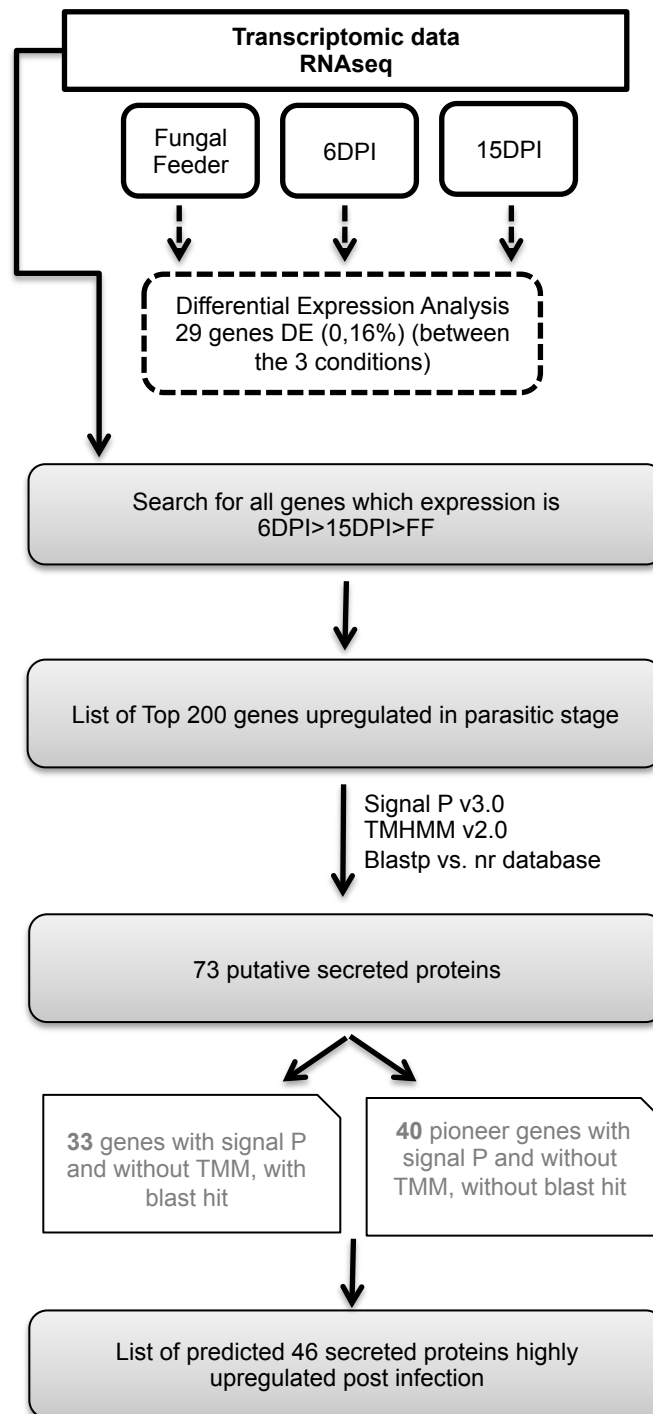 Transcriptomic data
RNAseq
Fungal
Feeder
6DPI
15DPI
Differential Expression Analysis
29 genes DE (0,16%) (between
the 3 conditions)
Search for all genes which expression is
6DPI>15DPI>FF
List of Top 200 genes upregulated in parasitic stage
Signal P v3.0
TMHMM v2.0
Blastp vs. nr database
73 putative secreted proteins
33 genes with signal P
and without TMM, with
blast hit
40 pioneer genes with
signal P and without
TMM, without blast hit
List of predicted 46 secreted proteins highly
upregulated post infection